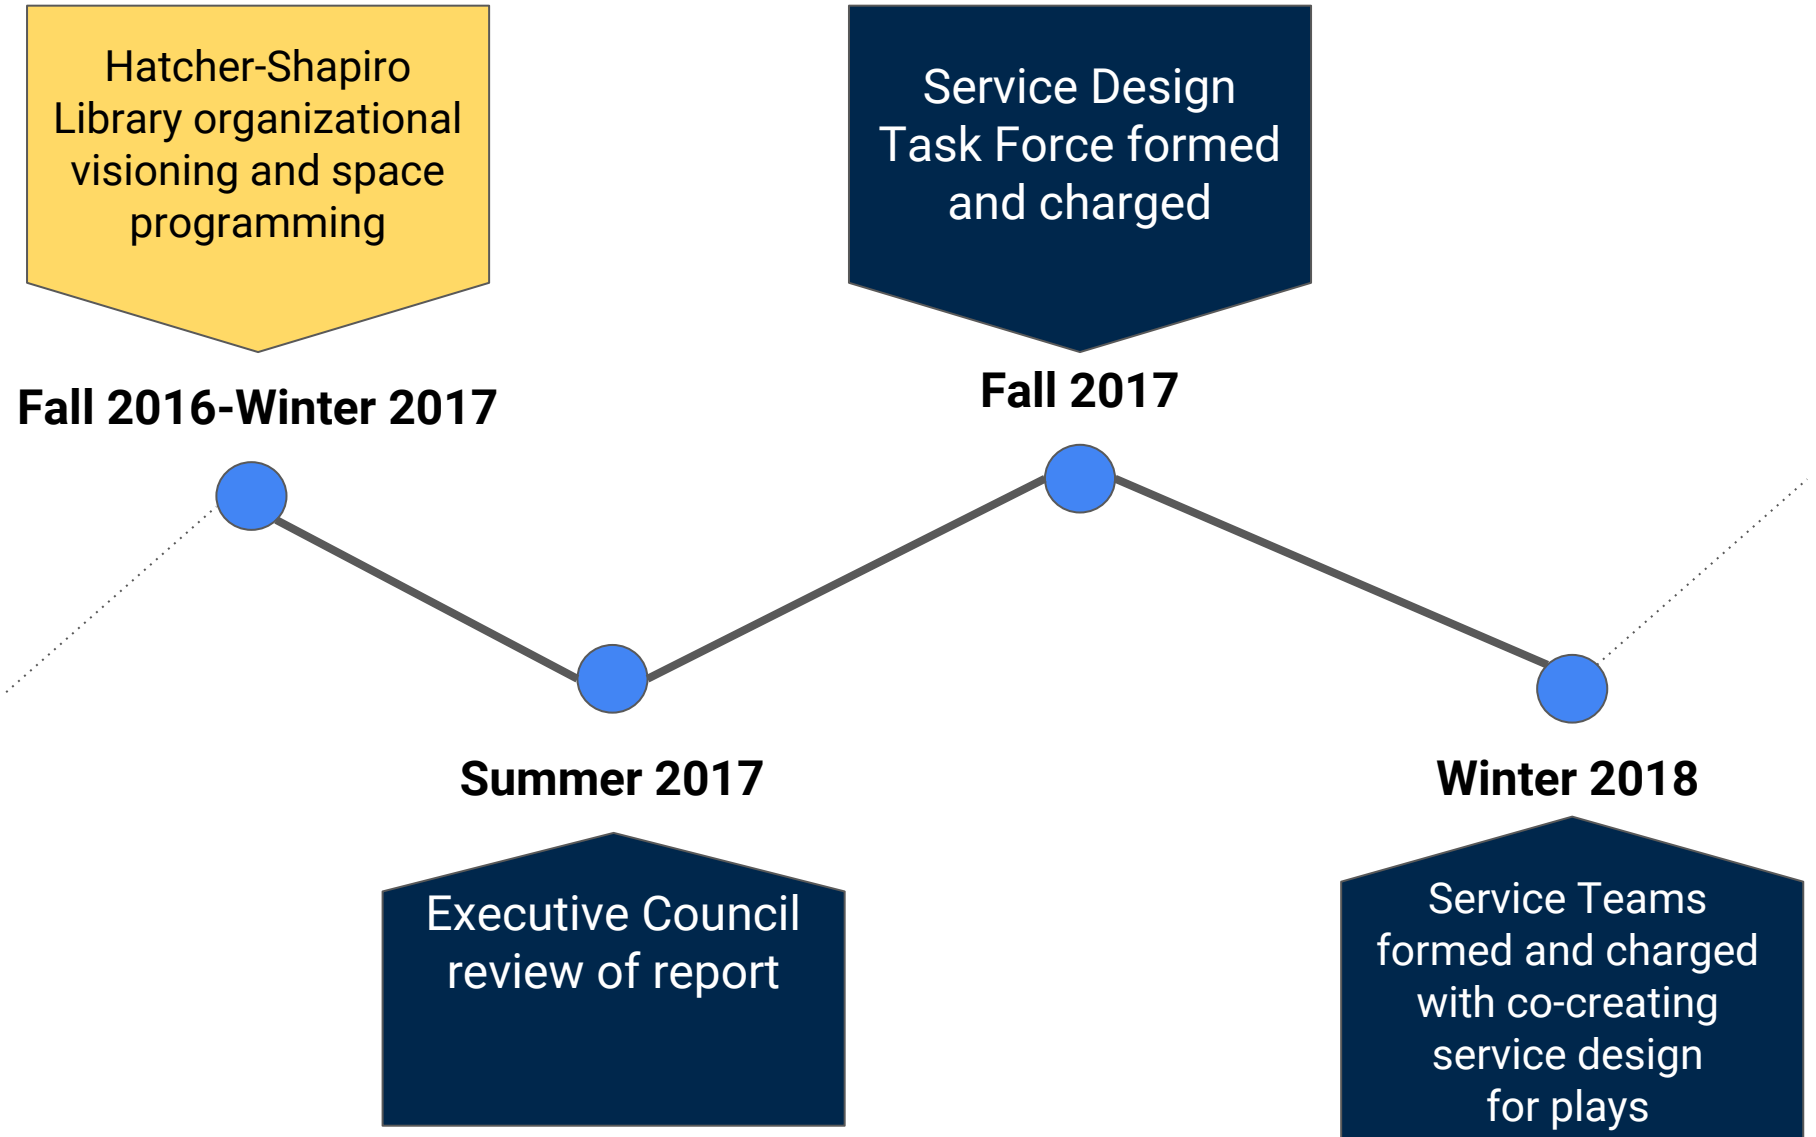 Hatcher-Shapiro
Library organizational
visioning and space
programming
Fall 2016-Winter 2017
Summer 2017
Executive Council
review of report
Service Design
Task Force formed
and charged
Fall 2017
Winter 2018
Service Teams
formed and charged
with co-creating
service design
for plays